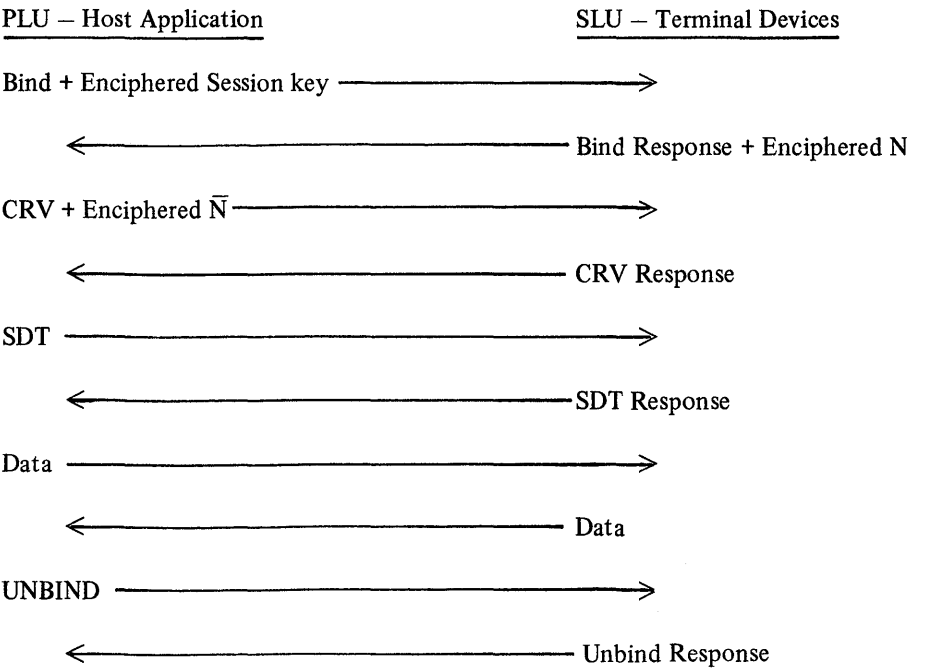 PLU – Host Application SLU – Terminal Devices
Bind + Enciphered Session key
Bind Response + Enciphered N
CRV + Enciphered N̅
CRV Response
SDT
SDT Response
Data
Data
UNBIND
Unbind Response